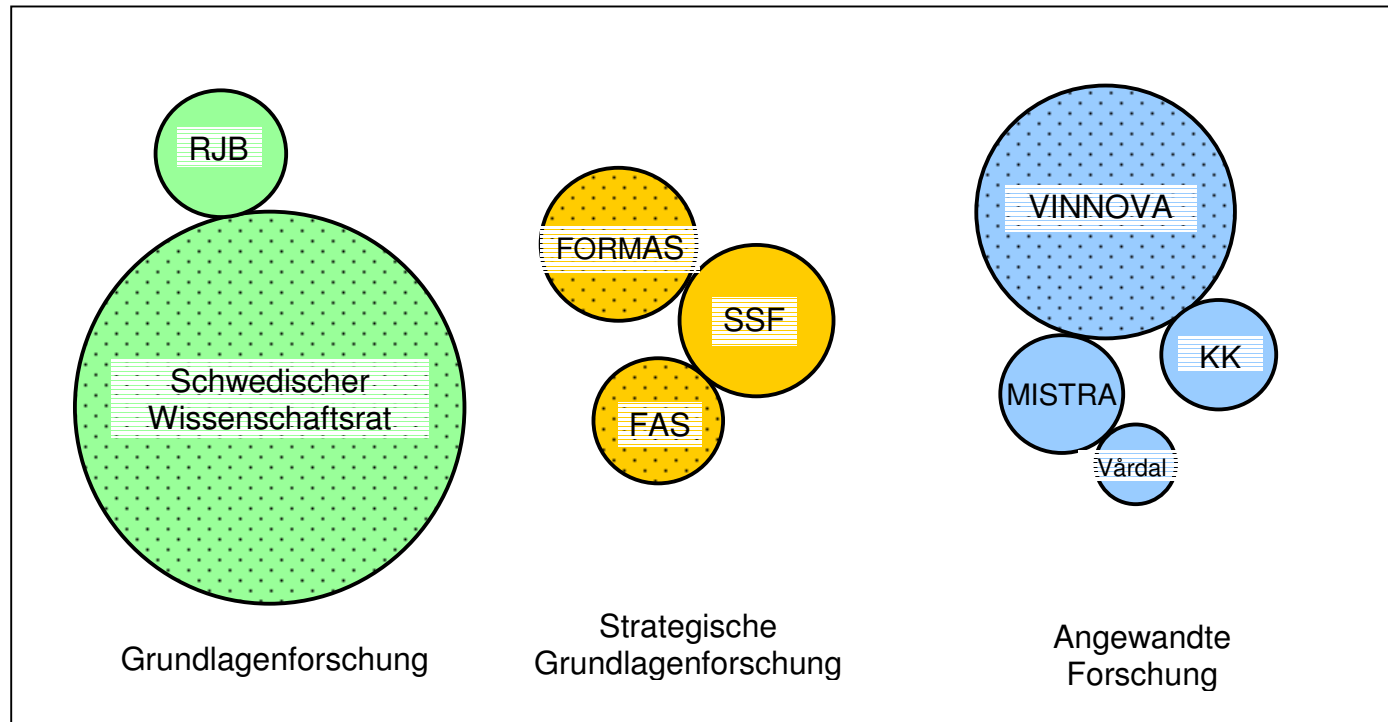 RJB
Schwedischer
Wissenschaftsrat
Grundlagenforschung
FORMAS
SSF
FAS
Strategische
Grundlagenforschung
VINNOVA
KK
MISTRA
Vårdal
Angewandte
Forschung